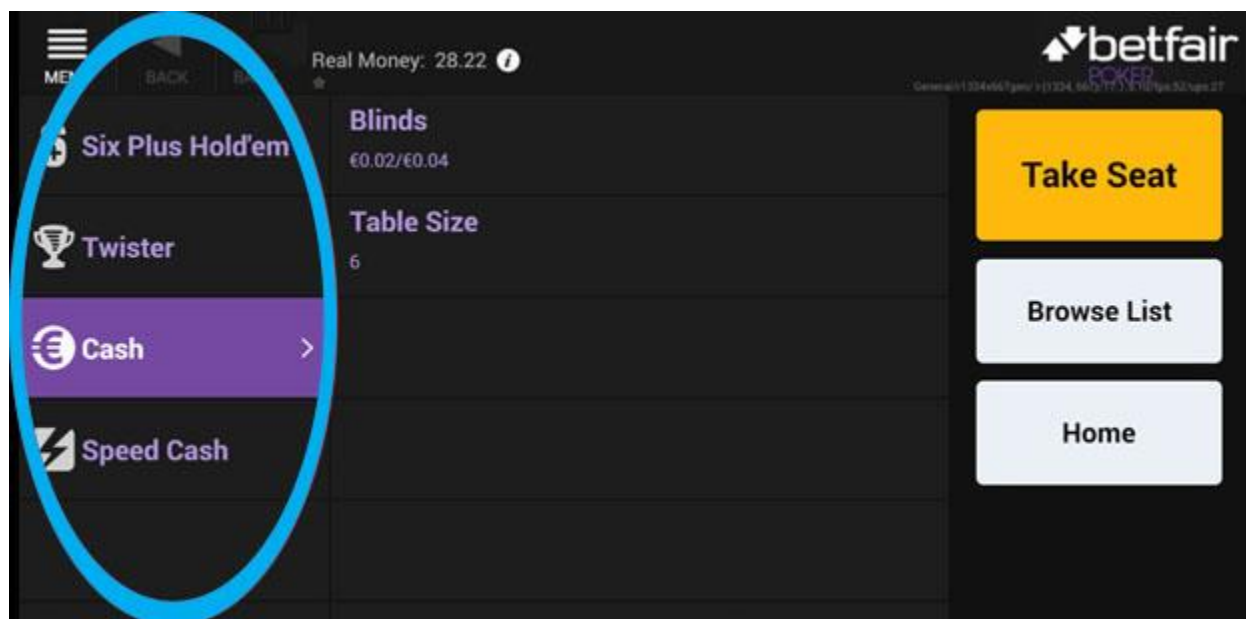 MENU BACK
Real Money: 28.22
betfair
POKER
Six Plus Hold'em
Twister
Cash
Speed Cash
Blinds
€0.02/€0.04
Table Size
6
Take Seat
Browse List
Home